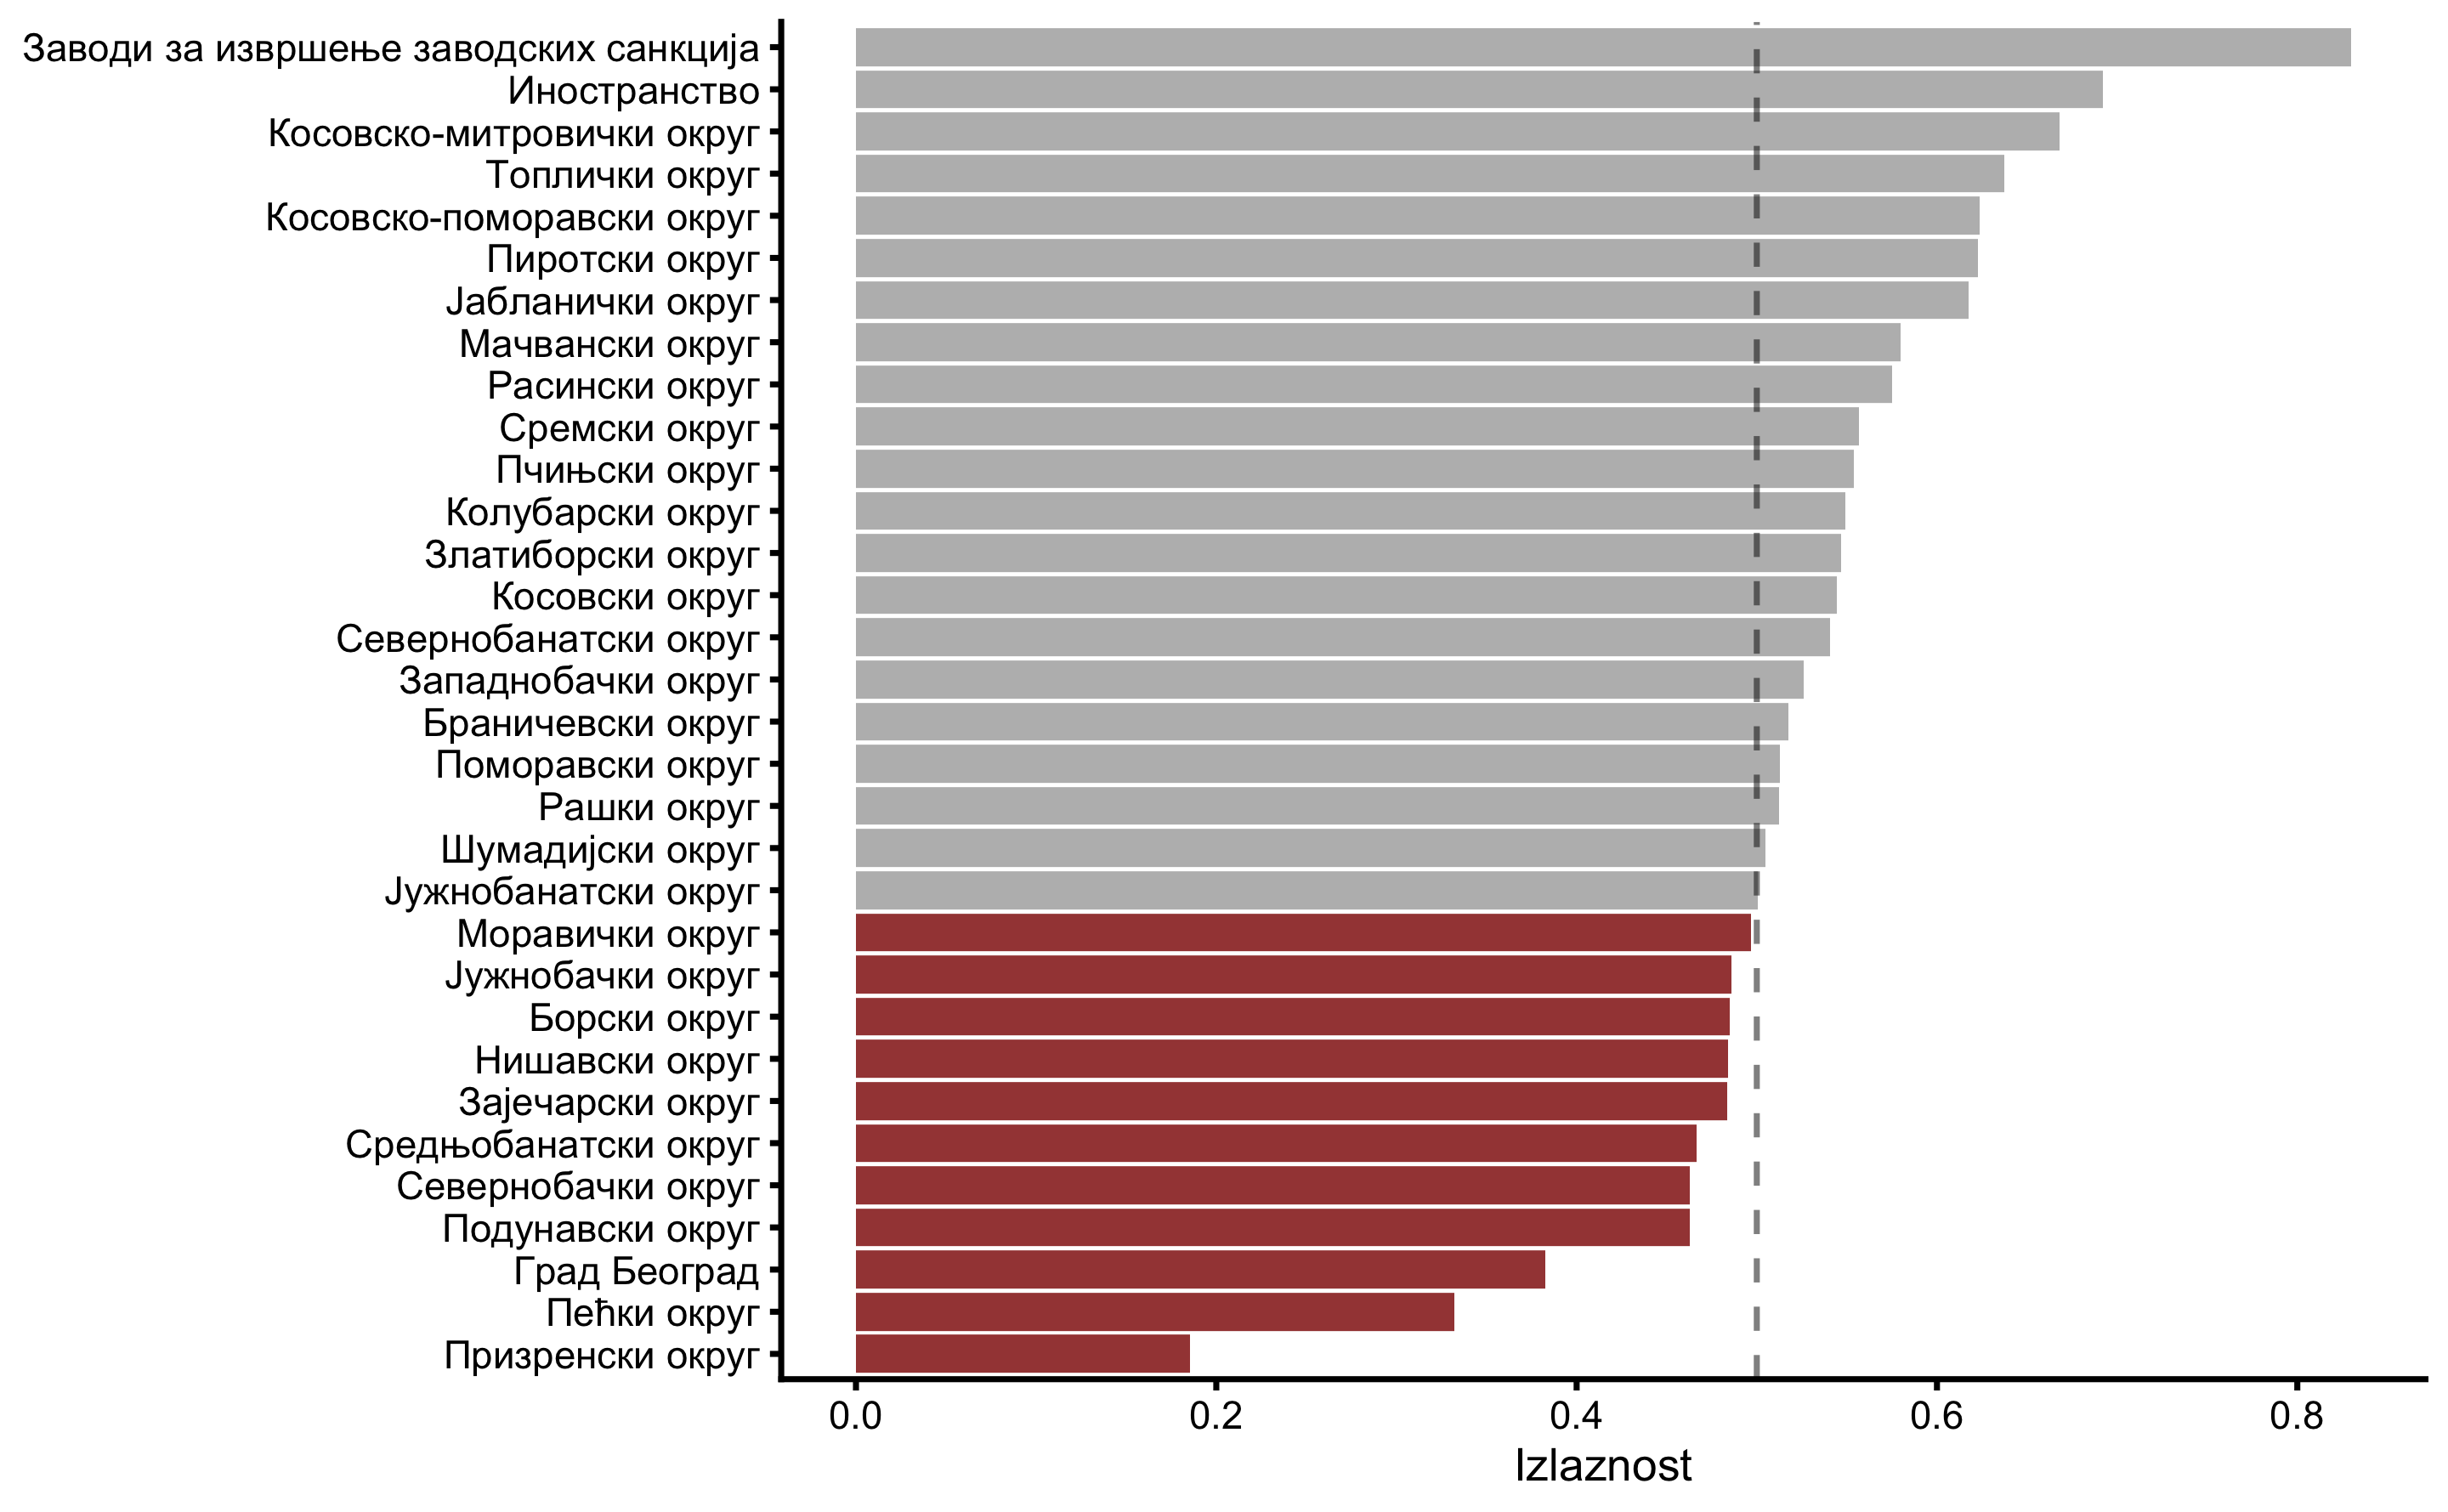 Заводи за извршење заводских санкција
Иностранство
Косовско-митровички округ
Топлички округ
Косовско-поморавски округ
Пиротски округ
Јабланички округ
Мачвански округ
Расински округ
Сремски округ
Пчињски округ
Колубарски округ
Златиборски округ
Косовски округ
Севернобанатски округ
Западнобачки округ
Браничевски округ
Поморавски округ
Рашки округ
Шумадијски округ
Јужнобанатски округ
Моравички округ
Јужнобачки округ
Борски округ
Нишавски округ
Зајечарски округ
Средњобанатски округ
Севернобачки округ
Подунавски округ
Град Београд
Пећки округ
Призренски округ
0.0 0.2 0.4 0.6 0.8
Izlaznost